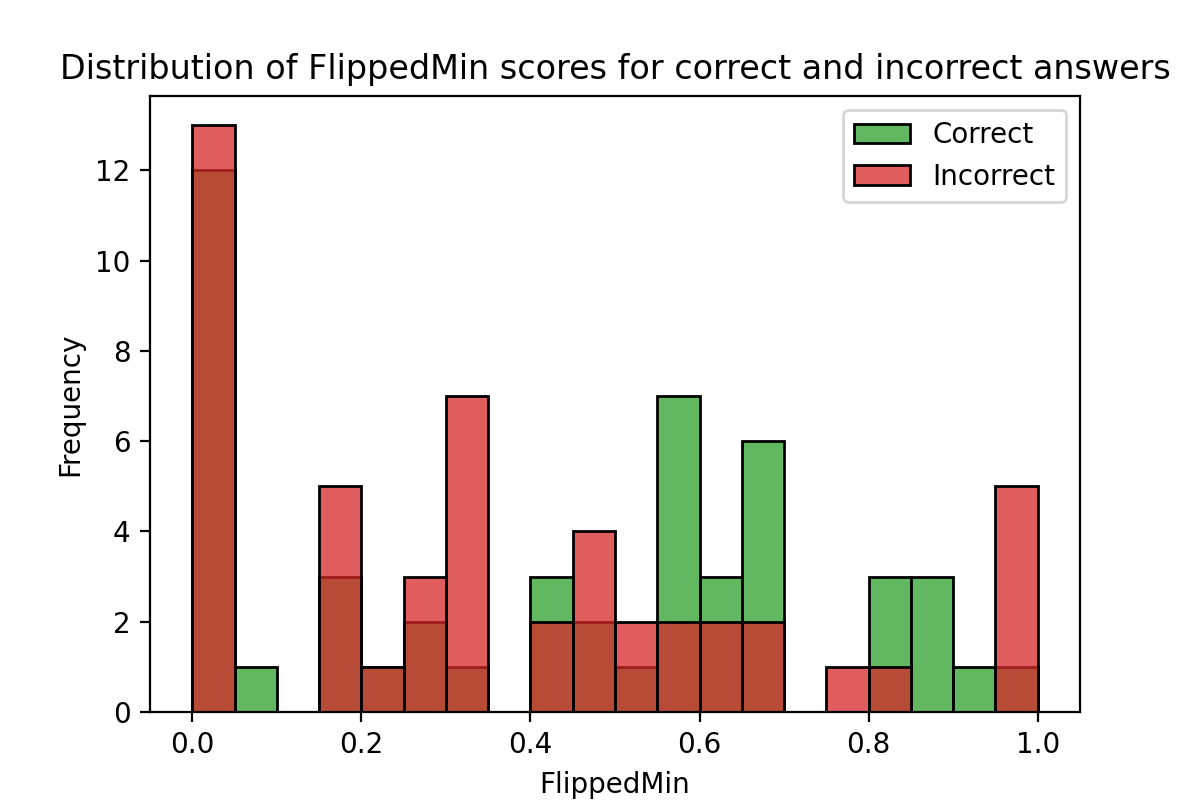 Distribution of FlippedMin scores for correct and incorrect answers
Correct
Incorrect
12
10
8
6
4
2
0
Frequency
0.0 0.2 0.4 0.6 0.8 1.0
FlippedMin